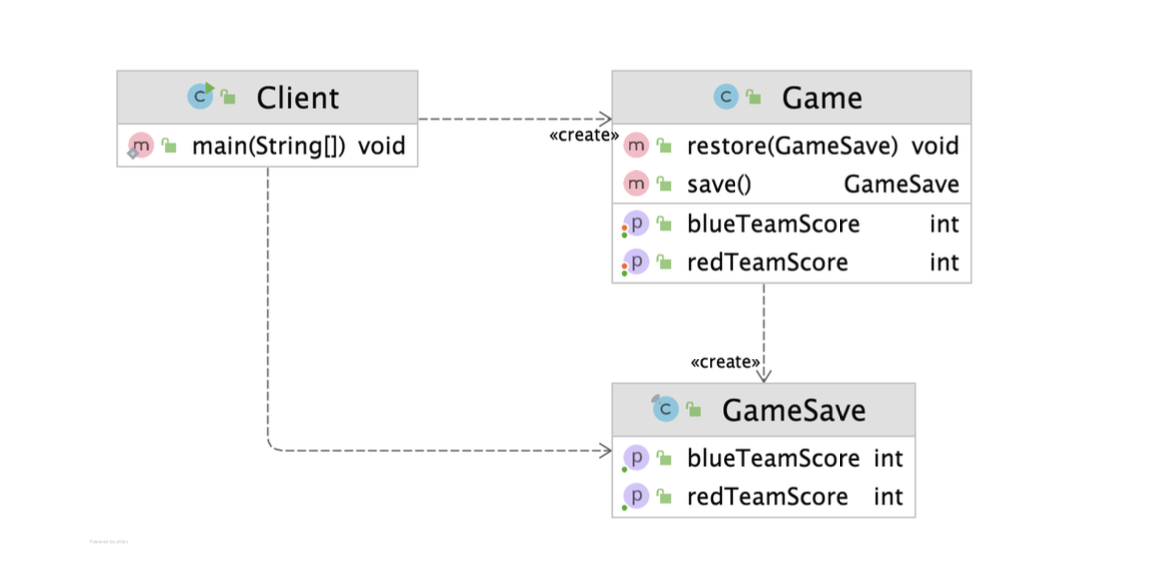 Client
main(String[]) void
«create»
Game
restore(GameSave) void
save() GameSave
blueTeamScore int
redTeamScore int
«create»
GameSave
blueTeamScore int
redTeamScore int
Powered by yFiles